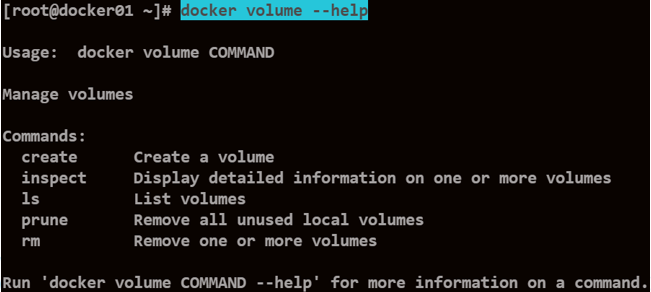 [root@docker01 ~]# docker volume --help
Usage:  docker volume COMMAND
Manage volumes
Commands:
  create      Create a volume
  inspect     Display detailed information on one or more volumes
  ls          List volumes
  prune       Remove all unused local volumes
  rm          Remove one or more volumes
Run 'docker volume COMMAND --help' for more information on a command.